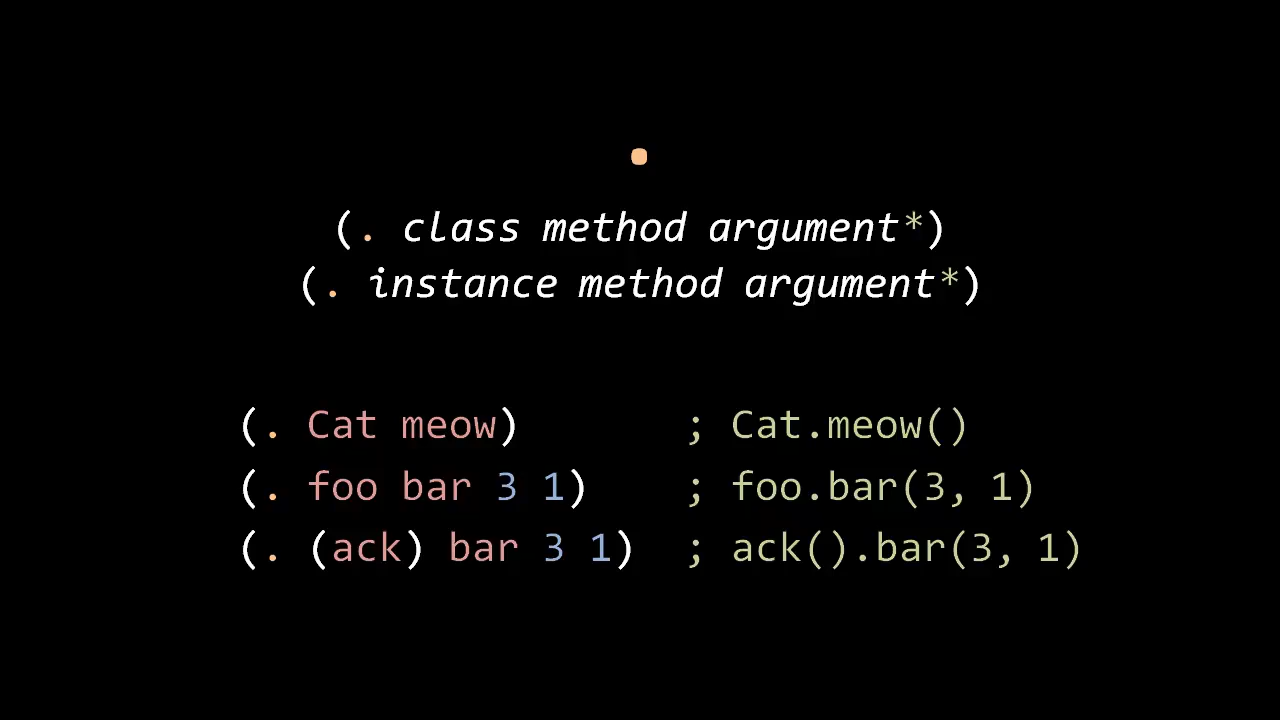 .
(. class method argument*)
(. instance method argument*)
(. Cat meow) ; Cat.meow()
(. foo bar 3 1) ; foo.bar(3, 1)
(. (ack) bar 3 1) ; ack().bar(3, 1)